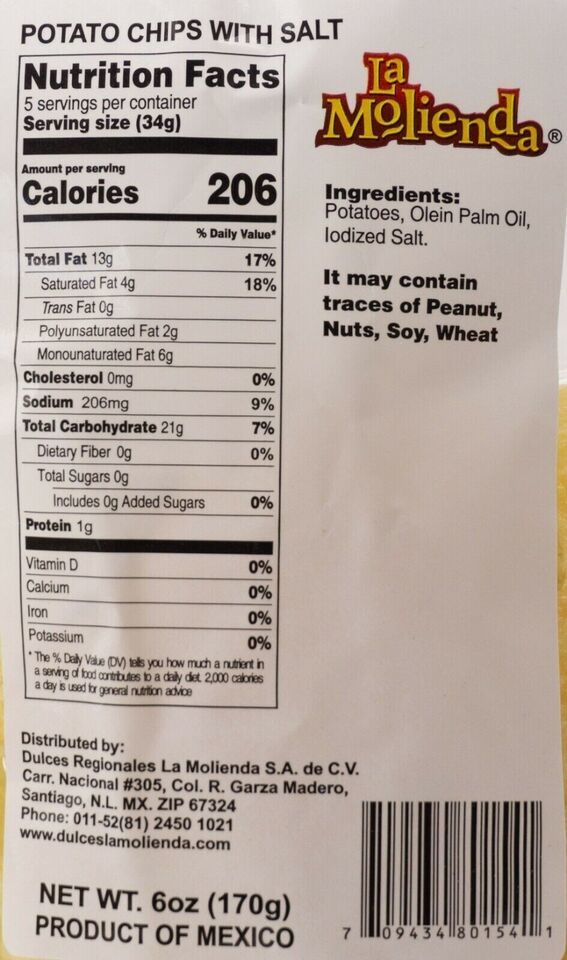 POTATO CHIPS WITH SALT
Nutrition Facts
5 servings per container
Serving size (34g)
Amount per serving
Calories 206
% Daily Value*
Total Fat 13g 17%
Saturated Fat 4g 18%
Trans Fat 0g
Polyunsaturated Fat 2g
Monounaturated Fat 6g
Cholesterol 0mg 0%
Sodium 206mg 9%
Total Carbohydrate 21g 7%
Dietary Fiber 0g 0%
Total Sugars 0g
Includes 0g Added Sugars 0%
Protein 1g
Vitamin D 0%
Calcium 0%
Iron 0%
Potassium 0%
* The % Daily Value (DV) tells you how much a nutrient in
a serving of food contributes to a daily diet. 2,000 calories
a day is used for general nutrition advice
La
Molienda®
Ingredients:
Potatoes, Olein Palm Oil,
Iodized Salt.
It may contain
traces of Peanut,
Nuts, Soy, Wheat
Distributed by:
Dulces Regionales La Molienda S.A. de C.V.
Carr. Nacional #305, Col. R. Garza Madero,
Santiago, N.L. MX. ZIP 67324
Phone: 011-52(81) 2450 1021
www.dulceslamolienda.com
NET WT. 6oz (170g)
PRODUCT OF MEXICO
7 09434 80154 1